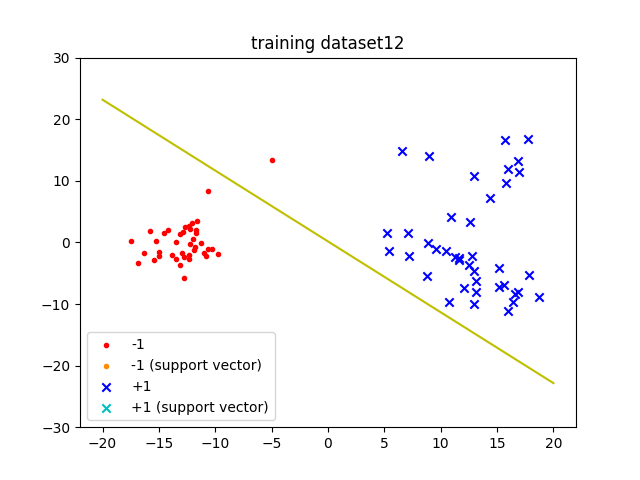 training dataset12
30
20
10
0
−10
−20
−30
-1
-1 (support vector)
+1
+1 (support vector)
−20 −15 −10 −5 0 5 10 15 20